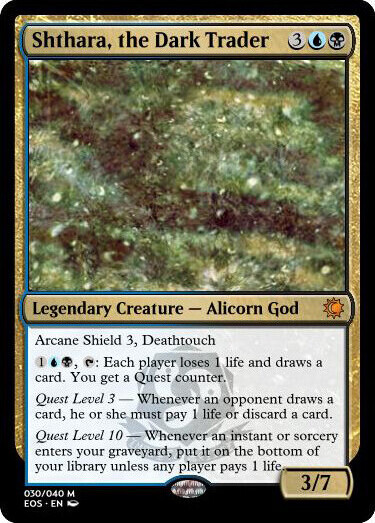 Shthara, the Dark Trader 3
Legendary Creature — Alicorn God
Arcane Shield 3, Deathtouch
1, : Each player loses 1 life and draws a
card. You get a Quest counter.
Quest Level 3 — Whenever an opponent draws a
card, he or she must pay 1 life or discard a card.
Quest Level 10 — Whenever an instant or sorcery
enters your graveyard, put it on the bottom of
your library unless any player pays 1 life.
3/7
030/040 M
EOS • EN